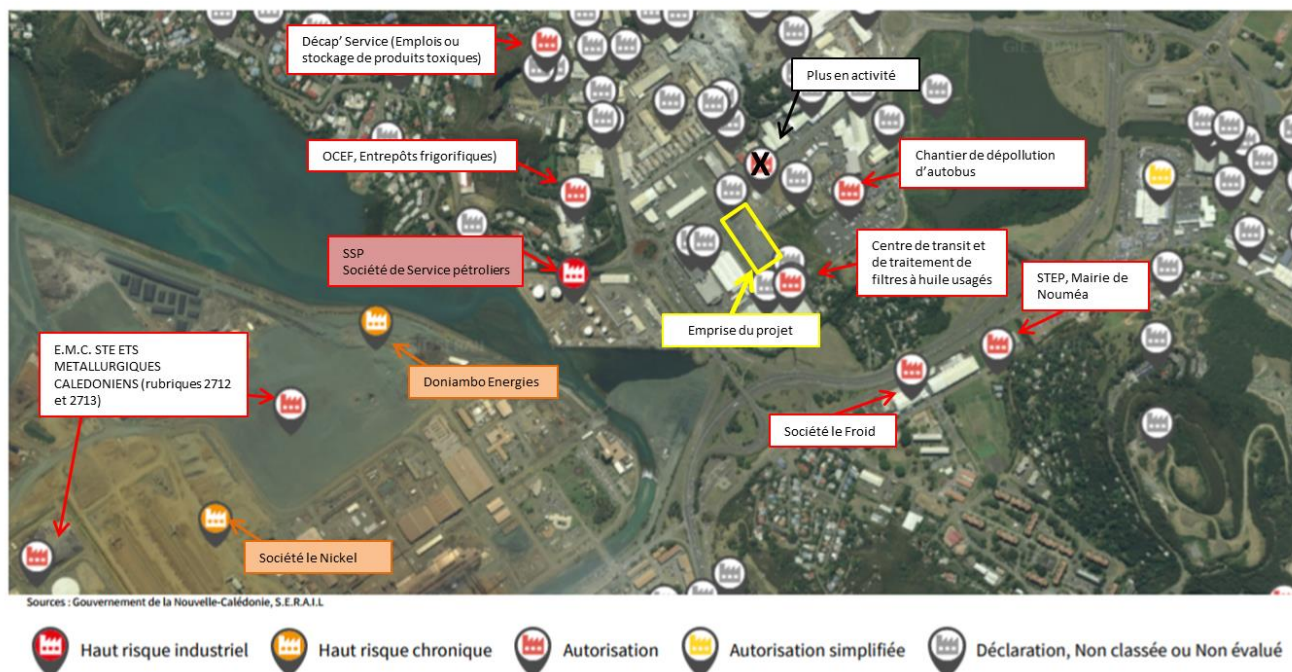 Décap' Service (Emplois ou
stockage de produits toxiques)
Plus en activité
OCEF, Entrepôts frigorifiques)
X
Chantier de dépollution
d'autobus
SSP
Société de Service pétroliers
Centre de transit et
de traitement de
filtres à huile usagés
STEP, Mairie de
Nouméa
Emprise du projet
E.M.C. STE ETS
METALLURGIQUES
CALEDONIENS (rubriques 2712
et 2713)
Doniambo Energies
Société le Froid
Société le Nickel
Sources : Gouvernement de la Nouvelle-Calédonie, S.E.R.A.I.L
Haut risque industriel
Haut risque chronique
Autorisation
Autorisation simplifiée
Déclaration, Non classée ou Non évalué